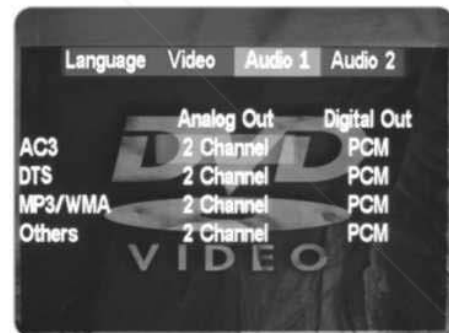 Language Video Audio 1 Audio 2
Analog Out Digital Out
AC3 2 Channel PCM
DTS 2 Channel PCM
MP3/WMA 2 Channel PCM
Others 2 Channel PCM
DVD
VIDEO